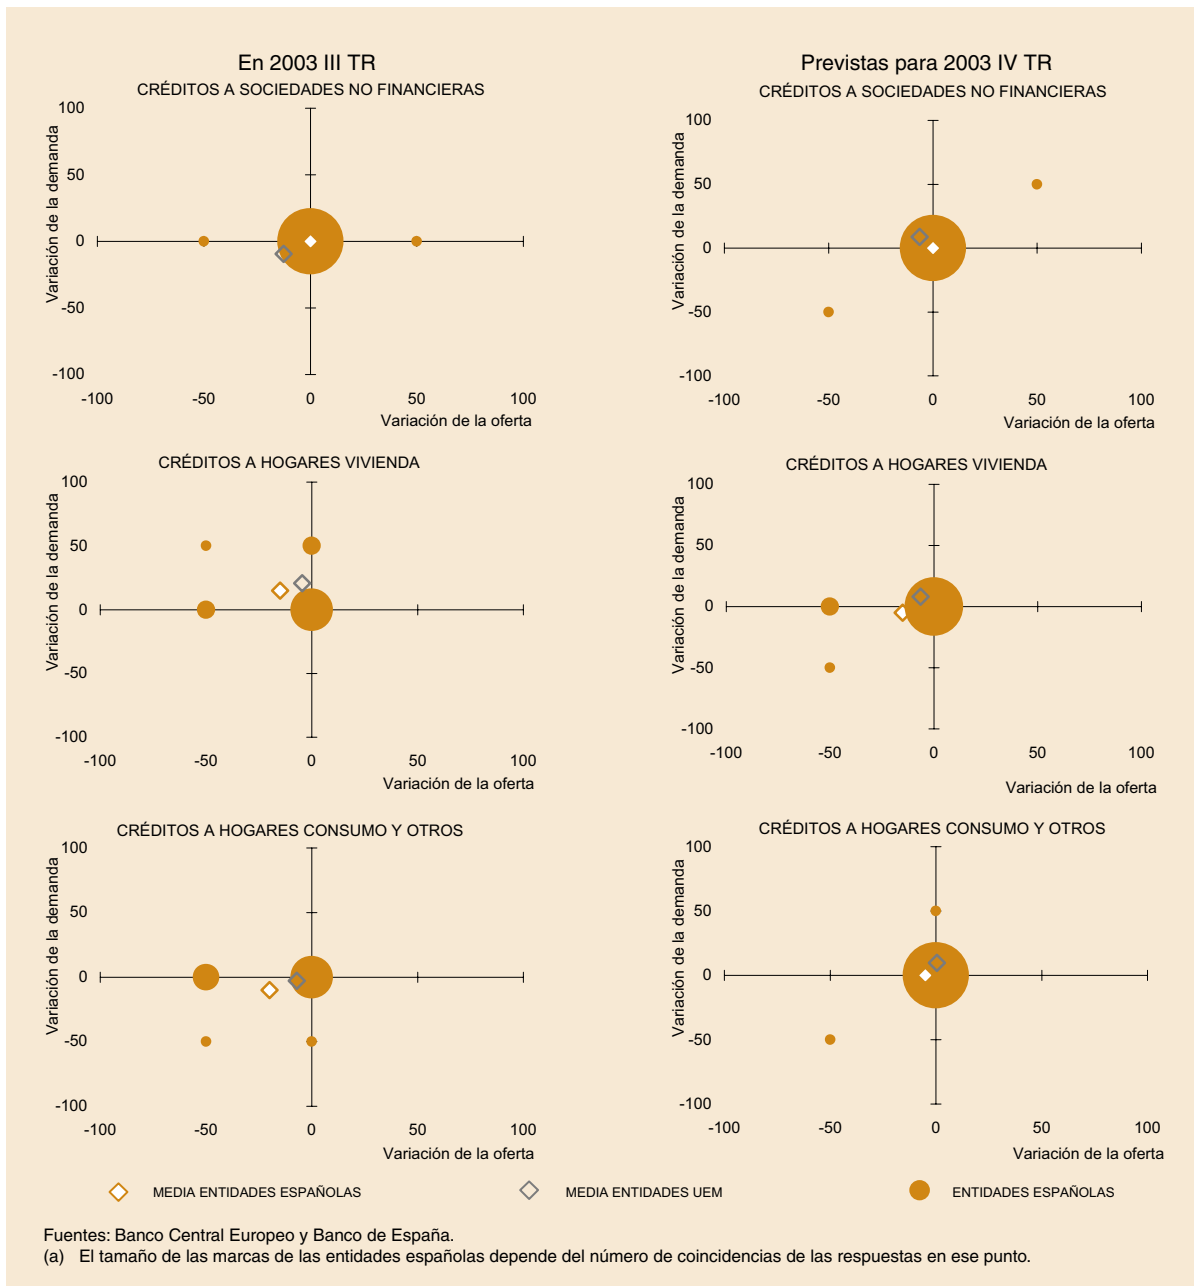 En 2003 III TR
CRÉDITOS A SOCIEDADES NO FINANCIERAS
Variación de la demanda
100
50
0
-50
-100
-100 -50 0 50 100
Variación de la oferta
Previstas para 2003 IV TR
CRÉDITOS A SOCIEDADES NO FINANCIERAS
Variación de la demanda
100
50
0
-50
-100
-100 -50 0 50 100
Variación de la oferta
CRÉDITOS A HOGARES VIVIENDA
Variación de la demanda
100
50
0
-50
-100
-100 -50 0 50 100
Variación de la oferta
CRÉDITOS A HOGARES VIVIENDA
Variación de la demanda
100
50
0
-50
-100
-100 -50 0 50 100
Variación de la oferta
CRÉDITOS A HOGARES CONSUMO Y OTROS
Variación de la demanda
100
50
0
-50
-100
-100 -50 0 50 100
Variación de la oferta
CRÉDITOS A HOGARES CONSUMO Y OTROS
Variación de la demanda
100
50
0
-50
-100
-100 -50 0 50 100
Variación de la oferta
MEDIA ENTIDADES ESPAÑOLAS
MEDIA ENTIDADES UEM
ENTIDADES ESPAÑOLAS
Fuentes: Banco Central Europeo y Banco de España.
(a) El tamaño de las marcas de las entidades españolas depende del número de coincidencias de las respuestas en ese punto.